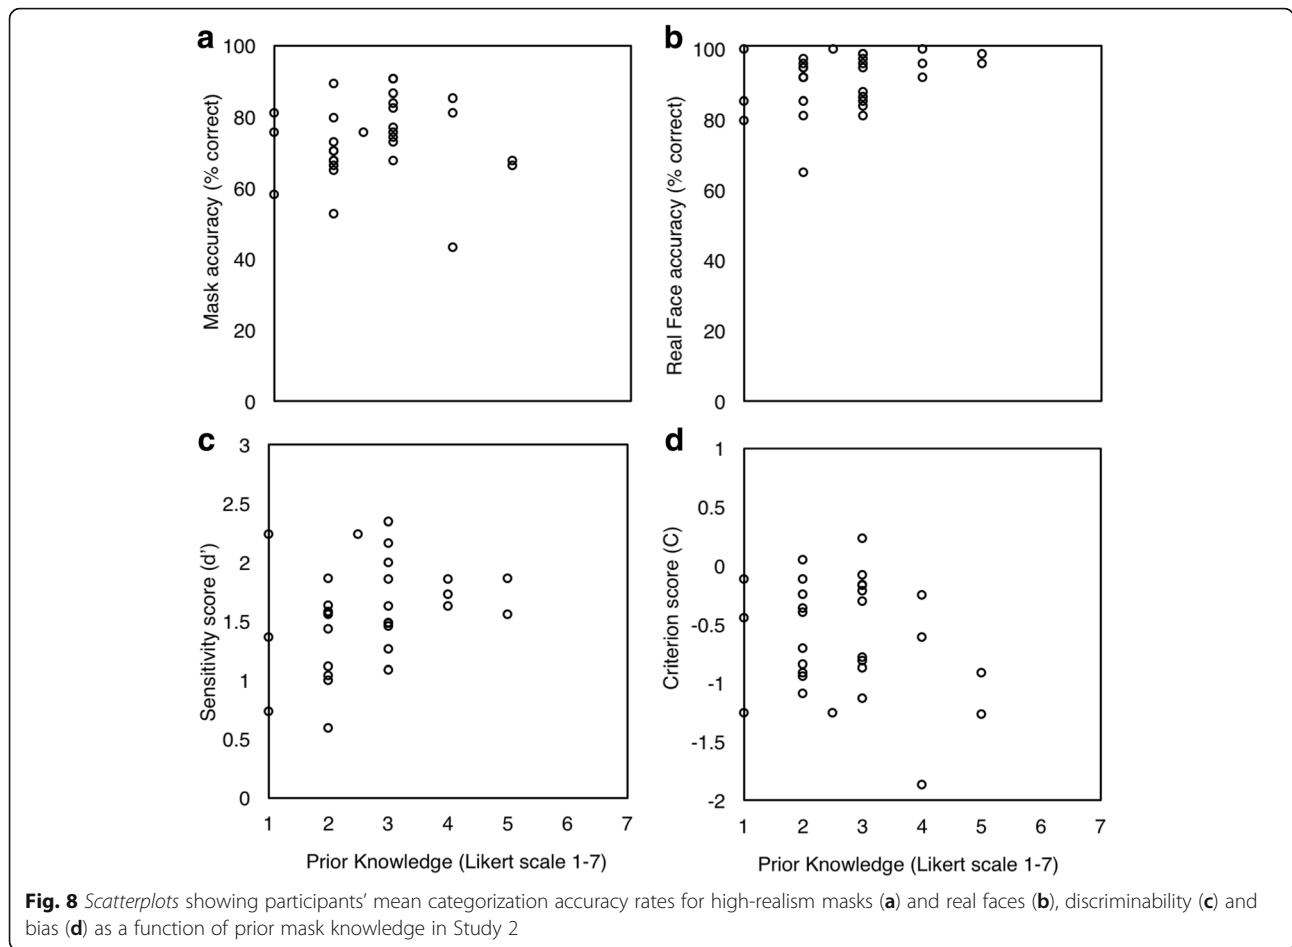 a
100
80
60
40
20
0
Mask accuracy (% correct)
b
100
80
60
40
20
0
Real Face accuracy (% correct)
c
3
2.5
2
1.5
1
0.5
0
Sensitivity score (d')
1 2 3 4 5 6 7
Prior Knowledge (Likert scale 1-7)
d
1
0.5
0
-0.5
-1
-1.5
-2
Criterion score (C)
1 2 3 4 5 6 7
Prior Knowledge (Likert scale 1-7)
Fig. 8 Scatterplots showing participants' mean categorization accuracy rates for high-realism masks (a) and real faces (b), discriminability (c) and
bias (d) as a function of prior mask knowledge in Study 2